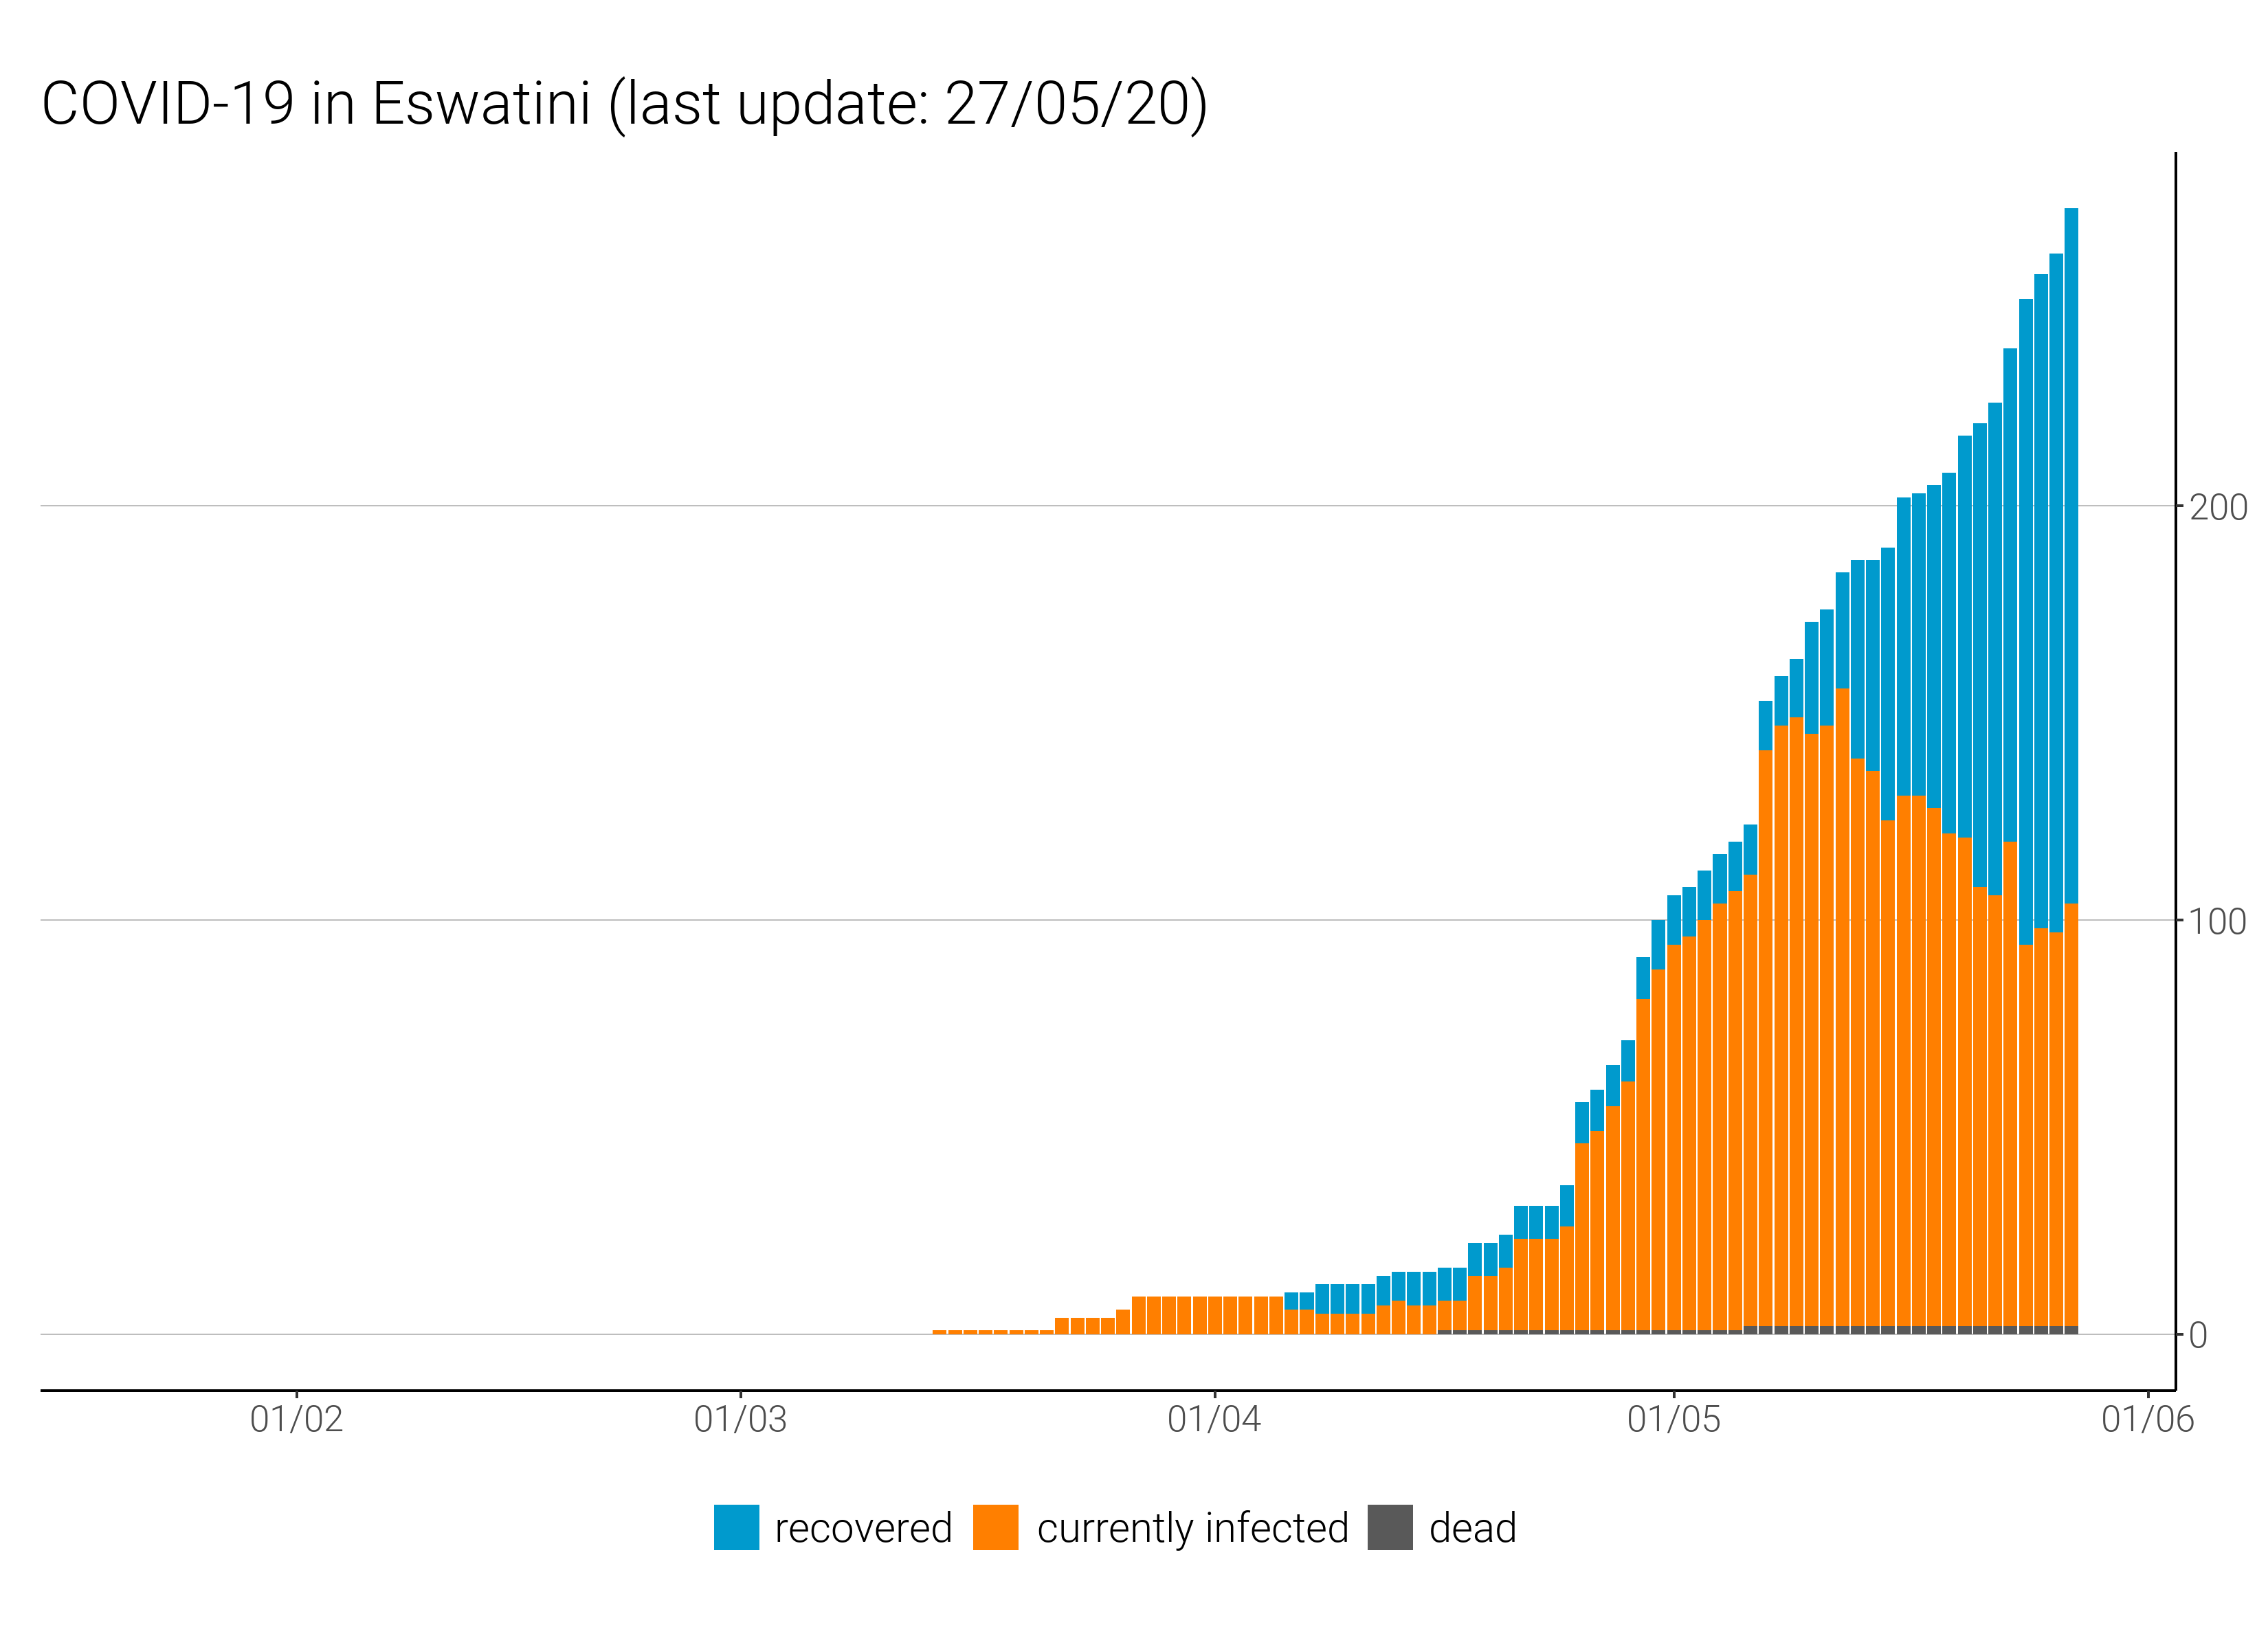 COVID-19 in Eswatini (last update: 27/05/20)
200
100
0
01/02 01/03 01/04 01/05 01/06
recovered currently infected dead